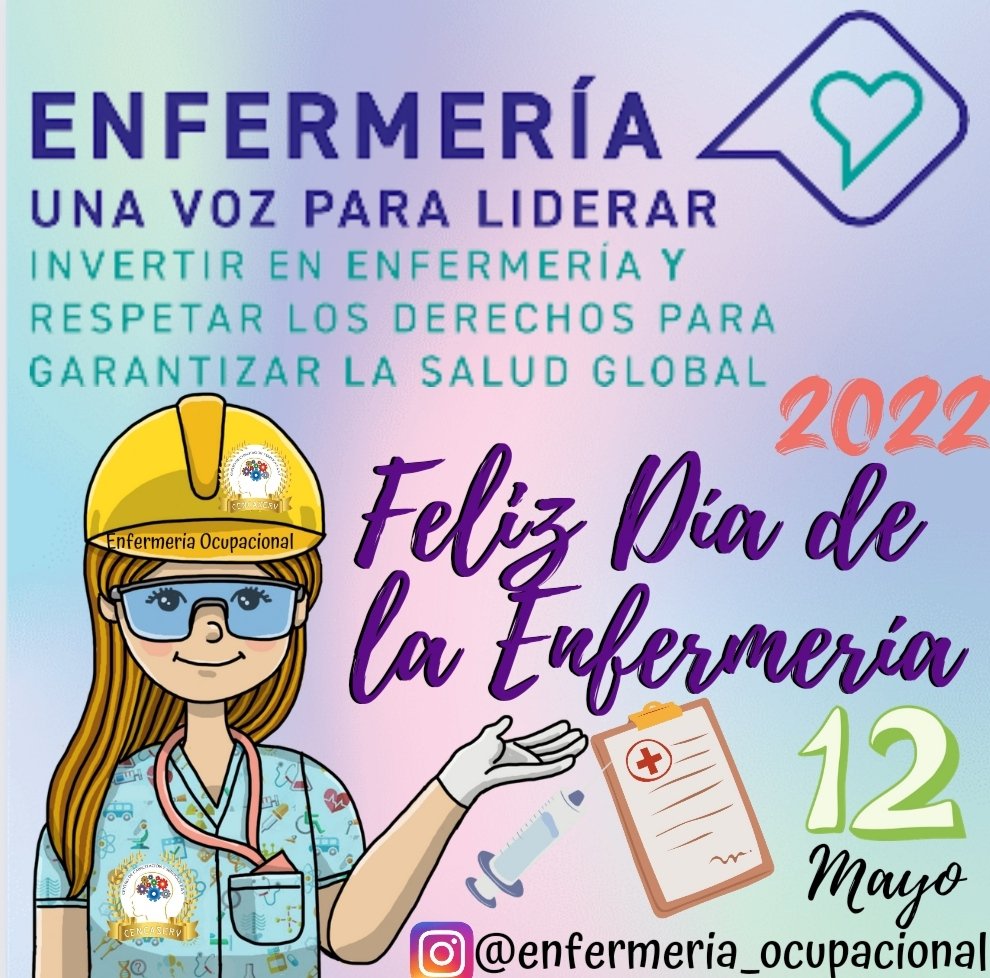 ENFERMERÍA
UNA VOZ PARA LIDERAR
INVERTIR EN ENFERMERÍA Y
RESPETAR LOS DERECHOS PARA
GARANTIZAR LA SALUD GLOBAL
2022
Feliz Día de
la Enfermería
Enfermería Ocupacional
12
Mayo
@enfermeria_ocupacional